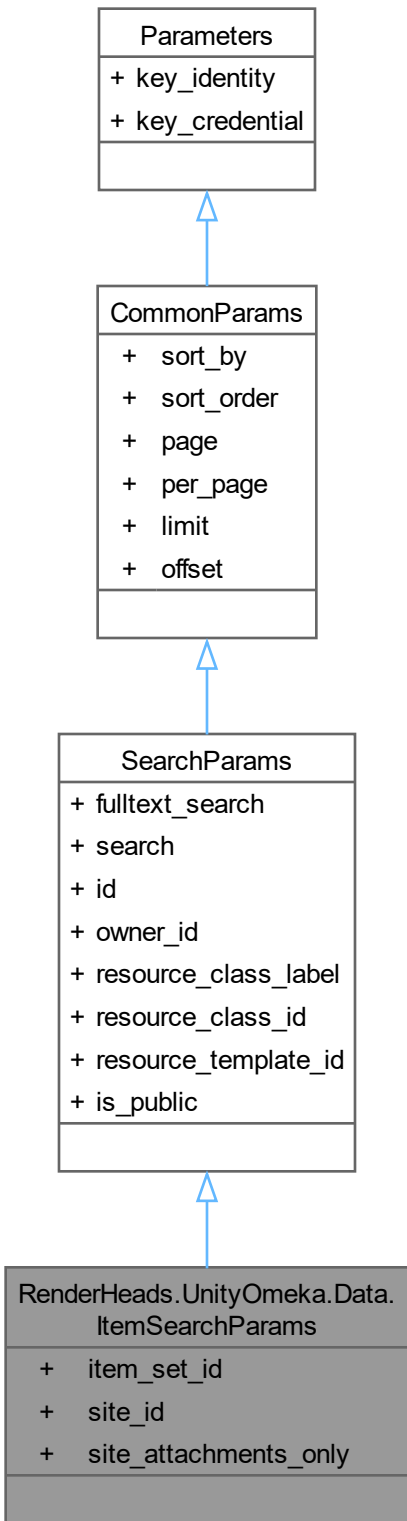 Parameters
+ key_identity
+ key_credential
CommonParams
+ sort_by
+ sort_order
+ page
+ per_page
+ limit
+ offset
SearchParams
+ fulltext_search
+ search
+ id
+ owner_id
+ resource_class_label
+ resource_class_id
+ resource_template_id
+ is_public
RenderHeads.UnityOmeka.Data.
ItemSearchParams
+ item_set_id
+ site_id
+ site_attachments_only